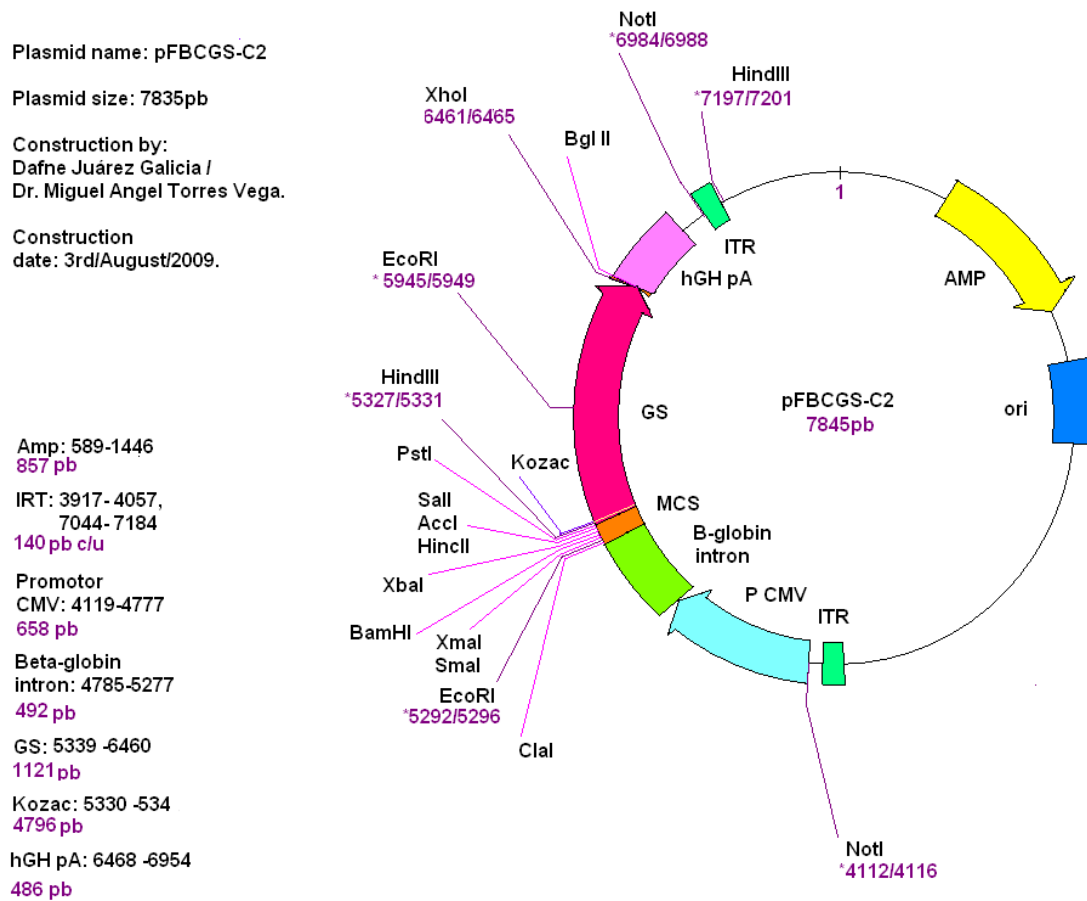 Plasmid name: pFBCGS-C2
Plasmid size: 7835pb
Construction by:
Dafne Juárez Galicia /
Dr. Miguel Angel Torres Vega.
Construction
date: 3rd/August/2009.
Amp: 589-1446
857 pb
IRT: 3917- 4057,
7044- 7184
140 pb c/u
Promotor
CMV: 4119-4777
658 pb
Beta-globin
intron: 4785-5277
492 pb
GS: 5339 -6460
1121 pb
Kozac: 5330 -534
4796 pb
hGH pA: 6468 -6954
486 pb
NotI
*6984/6988
HindIII
*7197/7201
XhoI
6461/6465
Bgl II
1
ITR
hGH pA
AMP
EcoRI
* 5945/5949
HindIII
*5327/5331
GS
pFBCGS-C2
7845pb
ori
PstI
Kozac
SalI
AccI
HincII
MCS
B-globin
intron
XbaI
P CMV
ITR
BamHI
XmaI
SmaI
EcoRI
*5292/5296
ClaI
NotI
*4112/4116